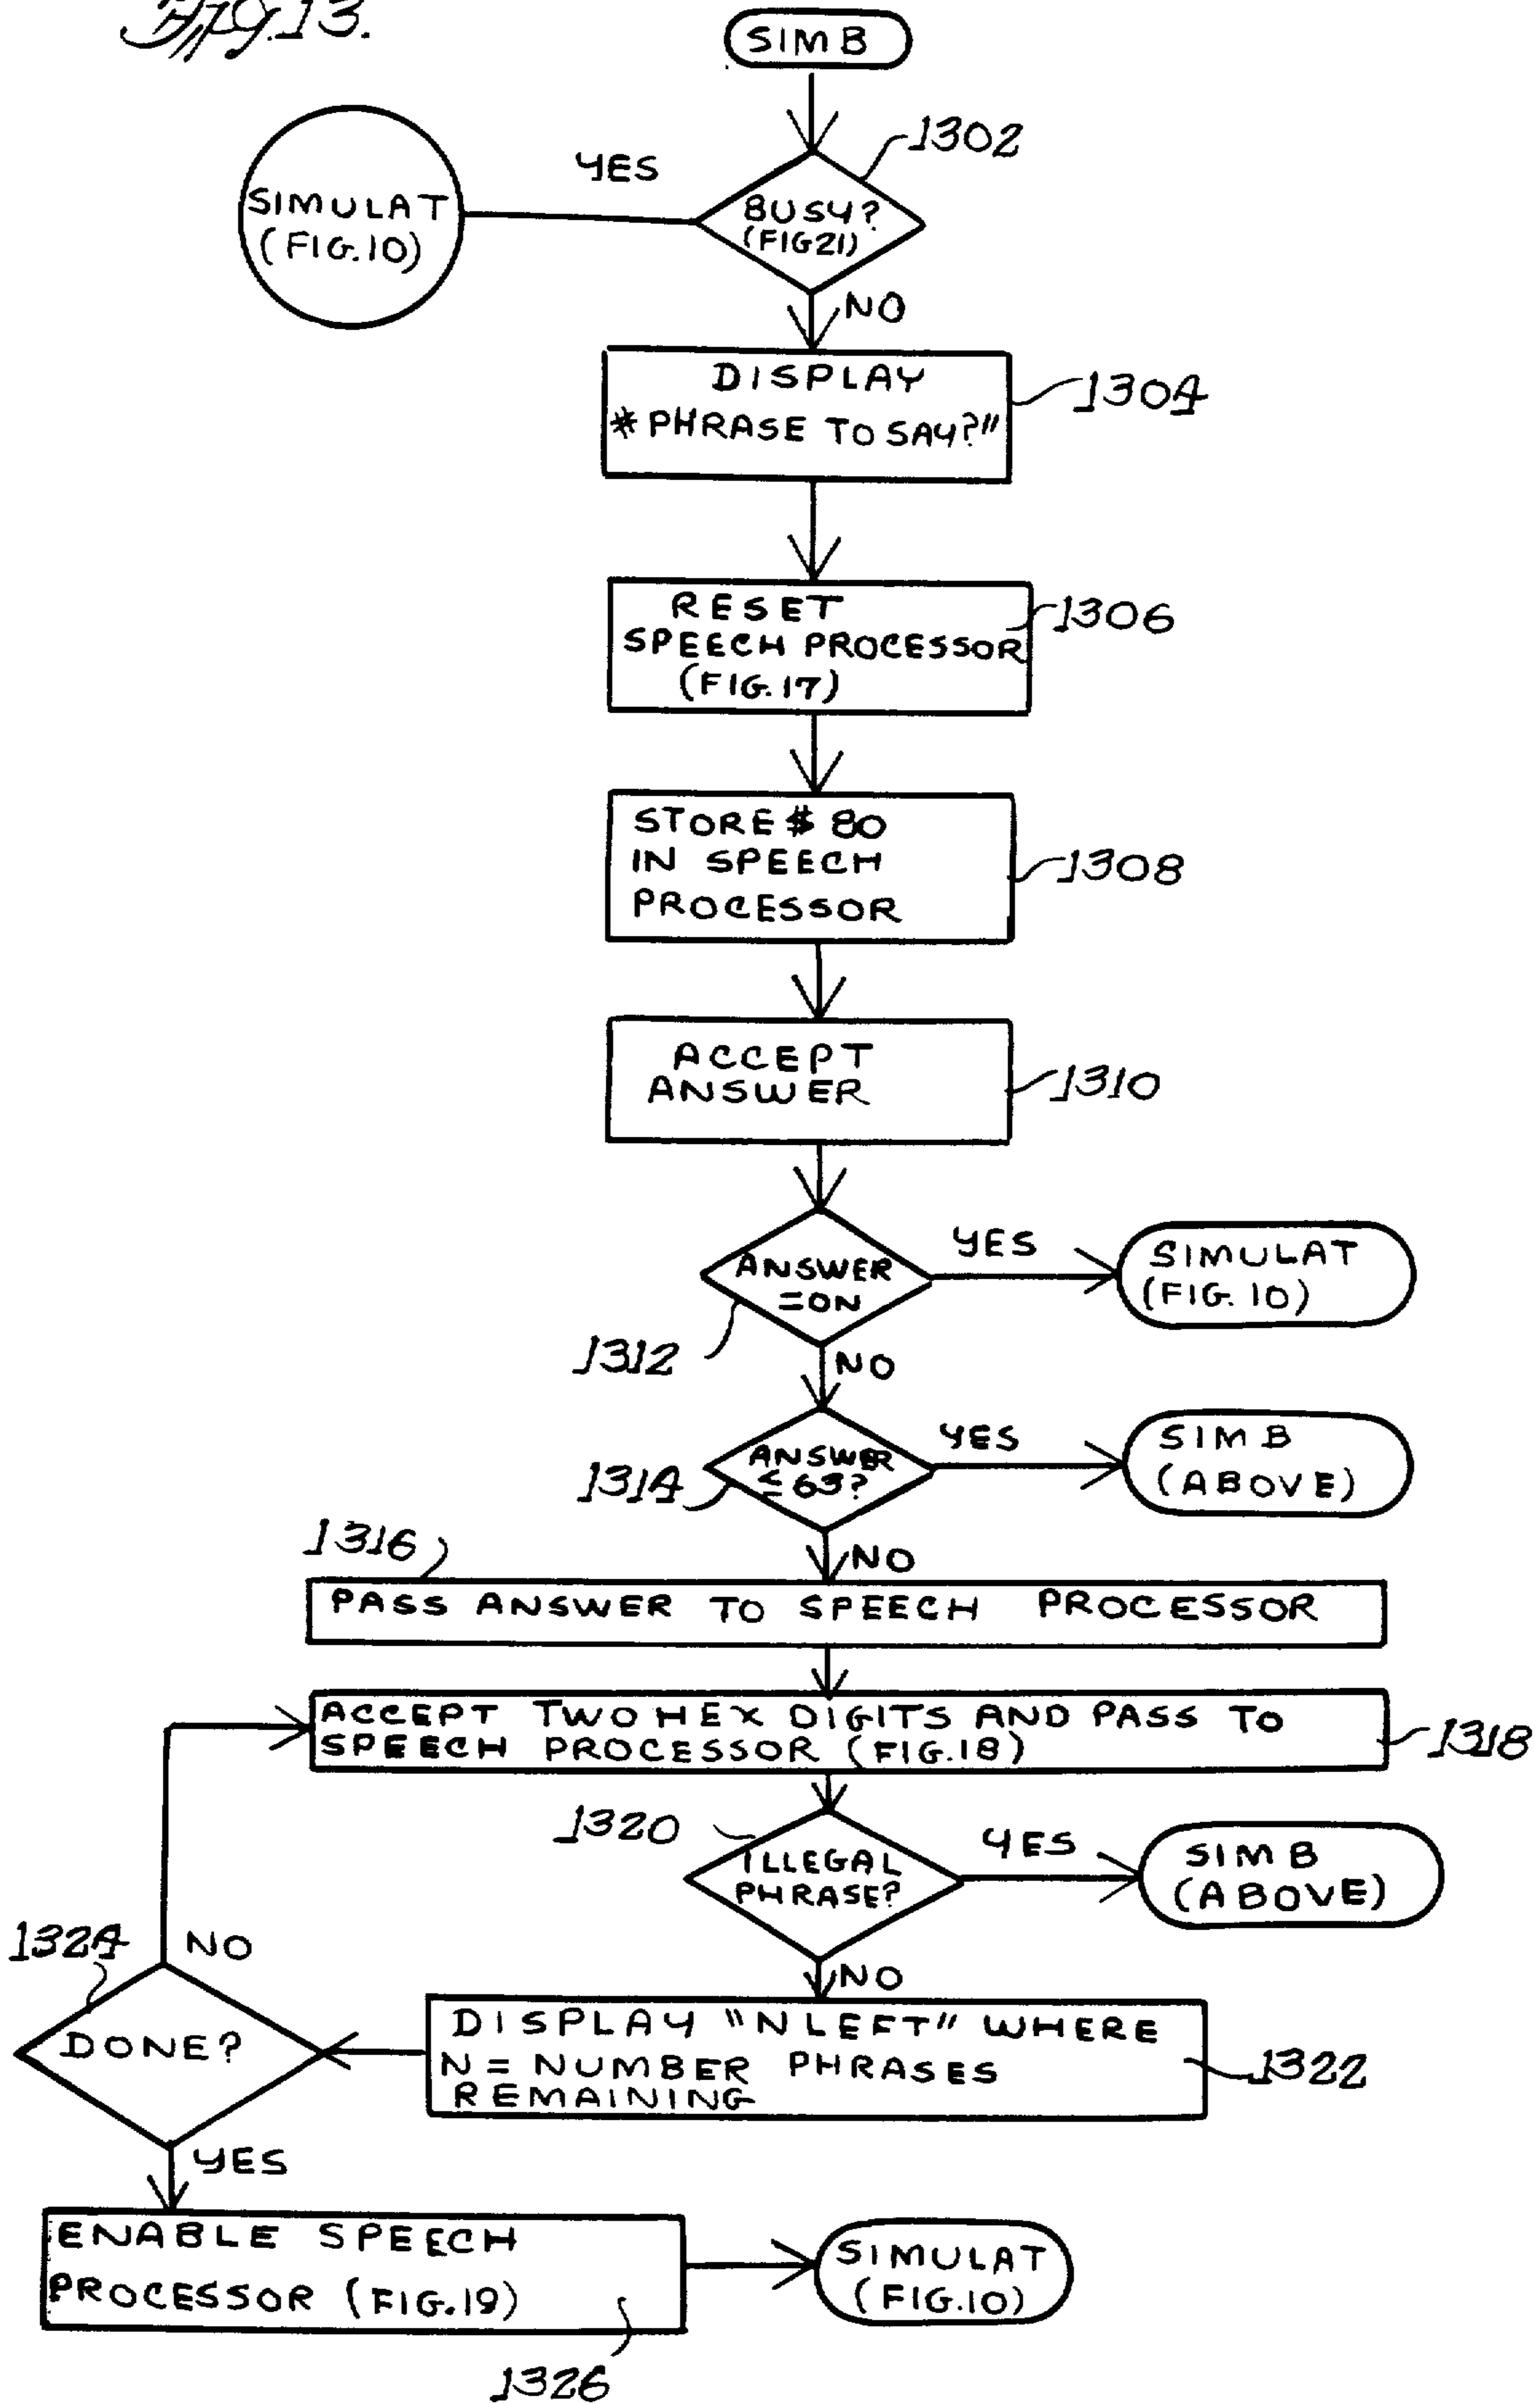 Fig. 13.
SIMB
1302
YES
BUSY?
(FIG21)
SIMULAT
(FIG.10)
NO
DISPLAY
1304
*PHRASE TO SAY?"
RESET
1306
SPEECH PROCESSOR
(FIG.17)
STORE $ 80
IN SPEECH
1308
PROCESSOR
ACCEPT
ANSWER
1310
YES
ANSWER
=ON
SIMULAT
(FIG. 10)
1312
NO
YES
ANSWER
≤ 63?
SIMB
(ABOVE)
1314
1316
NO
PASS ANSWER TO SPEECH PROCESSOR
ACCEPT TWO HEX DIGITS AND PASS TO
SPEECH PROCESSOR (FIG.18)
1318
1320
YES
ILLEGAL
PHRASE?
SIMB
(ABOVE)
1324
NO
NO
DISPLAY "NLEFT" WHERE
N = NUMBER PHRASES
REMAINING
1322
DONE?
YES
ENABLE SPEECH
PROCESSOR (FIG.19)
SIMULAT
(FIG.10)
1326